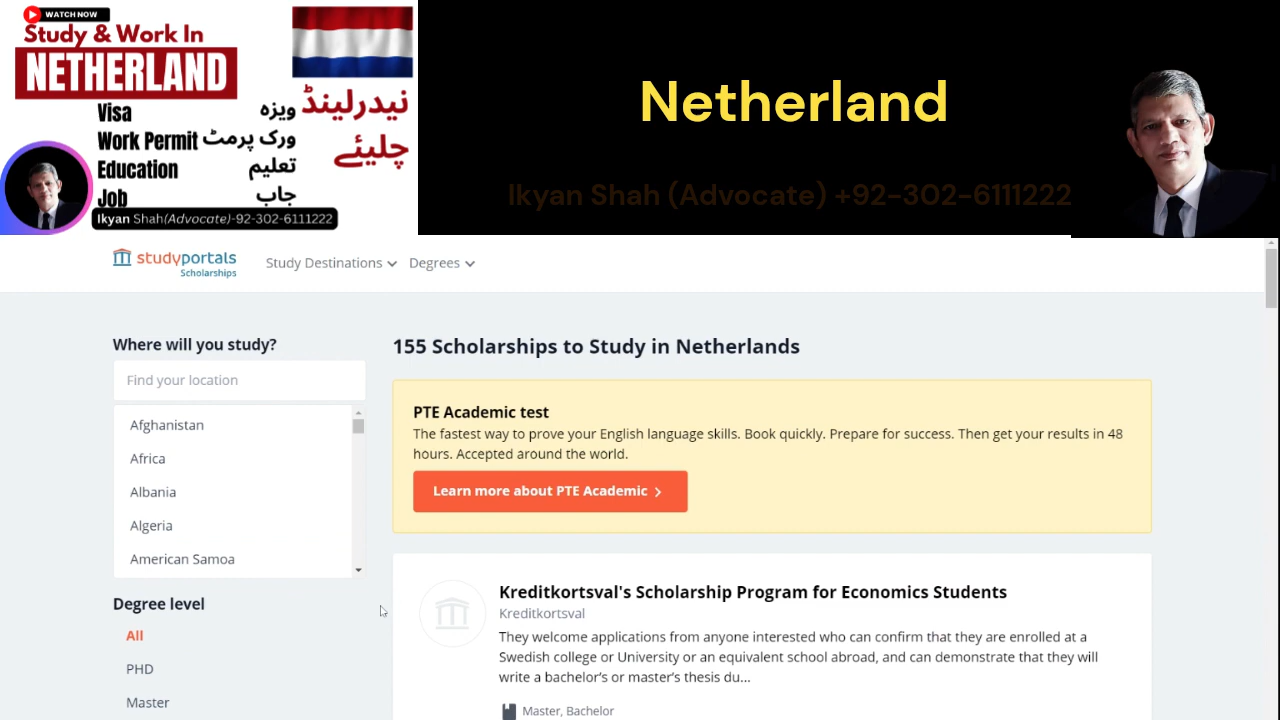 WATCH NOW
Study & Work In
NETHERLAND
نیدرلینڈ
چلیئے
Visa
ویزہ
Work Permit
ورک پرمٹ
Education
تعلیم
Job
جاب
Ikyan Shah(Advocate)-92-302-6111222
Netherland
Ikyan Shah (Advocate) +92-302-6111222
studyportals
Scholarships
Study Destinations
Degrees
Where will you study?
Find your location
Afghanistan
Africa
Albania
Algeria
American Samoa
Degree level
All
PHD
Master
155 Scholarships to Study in Netherlands
PTE Academic test
The fastest way to prove your English language skills. Book quickly. Prepare for success. Then get your results in 48
hours. Accepted around the world.
Learn more about PTE Academic
Kreditkortsval's Scholarship Program for Economics Students
Kreditkortsval
They welcome applications from anyone interested who can confirm that they are enrolled at a
Swedish college or University or an equivalent school abroad, and can demonstrate that they will
write a bachelor's or master's thesis du...
Master, Bachelor